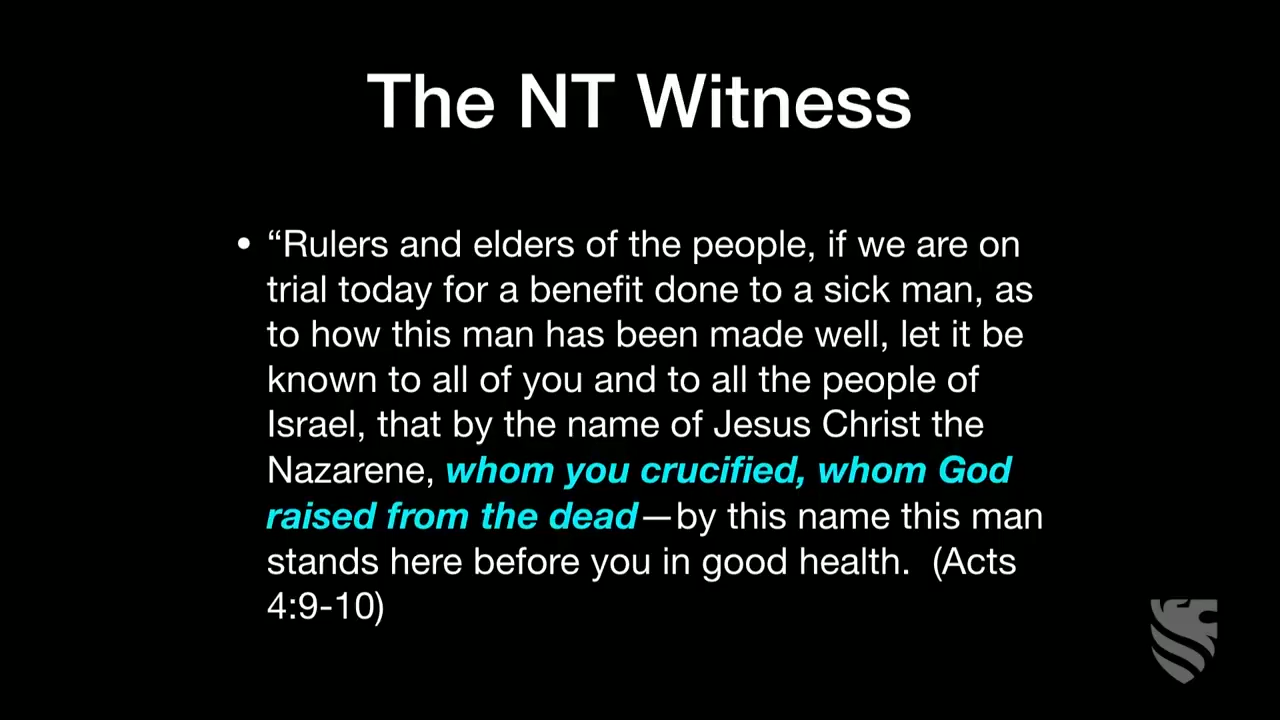 The NT Witness
• “Rulers and elders of the people, if we are on
trial today for a benefit done to a sick man, as
to how this man has been made well, let it be
known to all of you and to all the people of
Israel, that by the name of Jesus Christ the
Nazarene, whom you crucified, whom God
raised from the dead—by this name this man
stands here before you in good health.  (Acts
4:9-10)